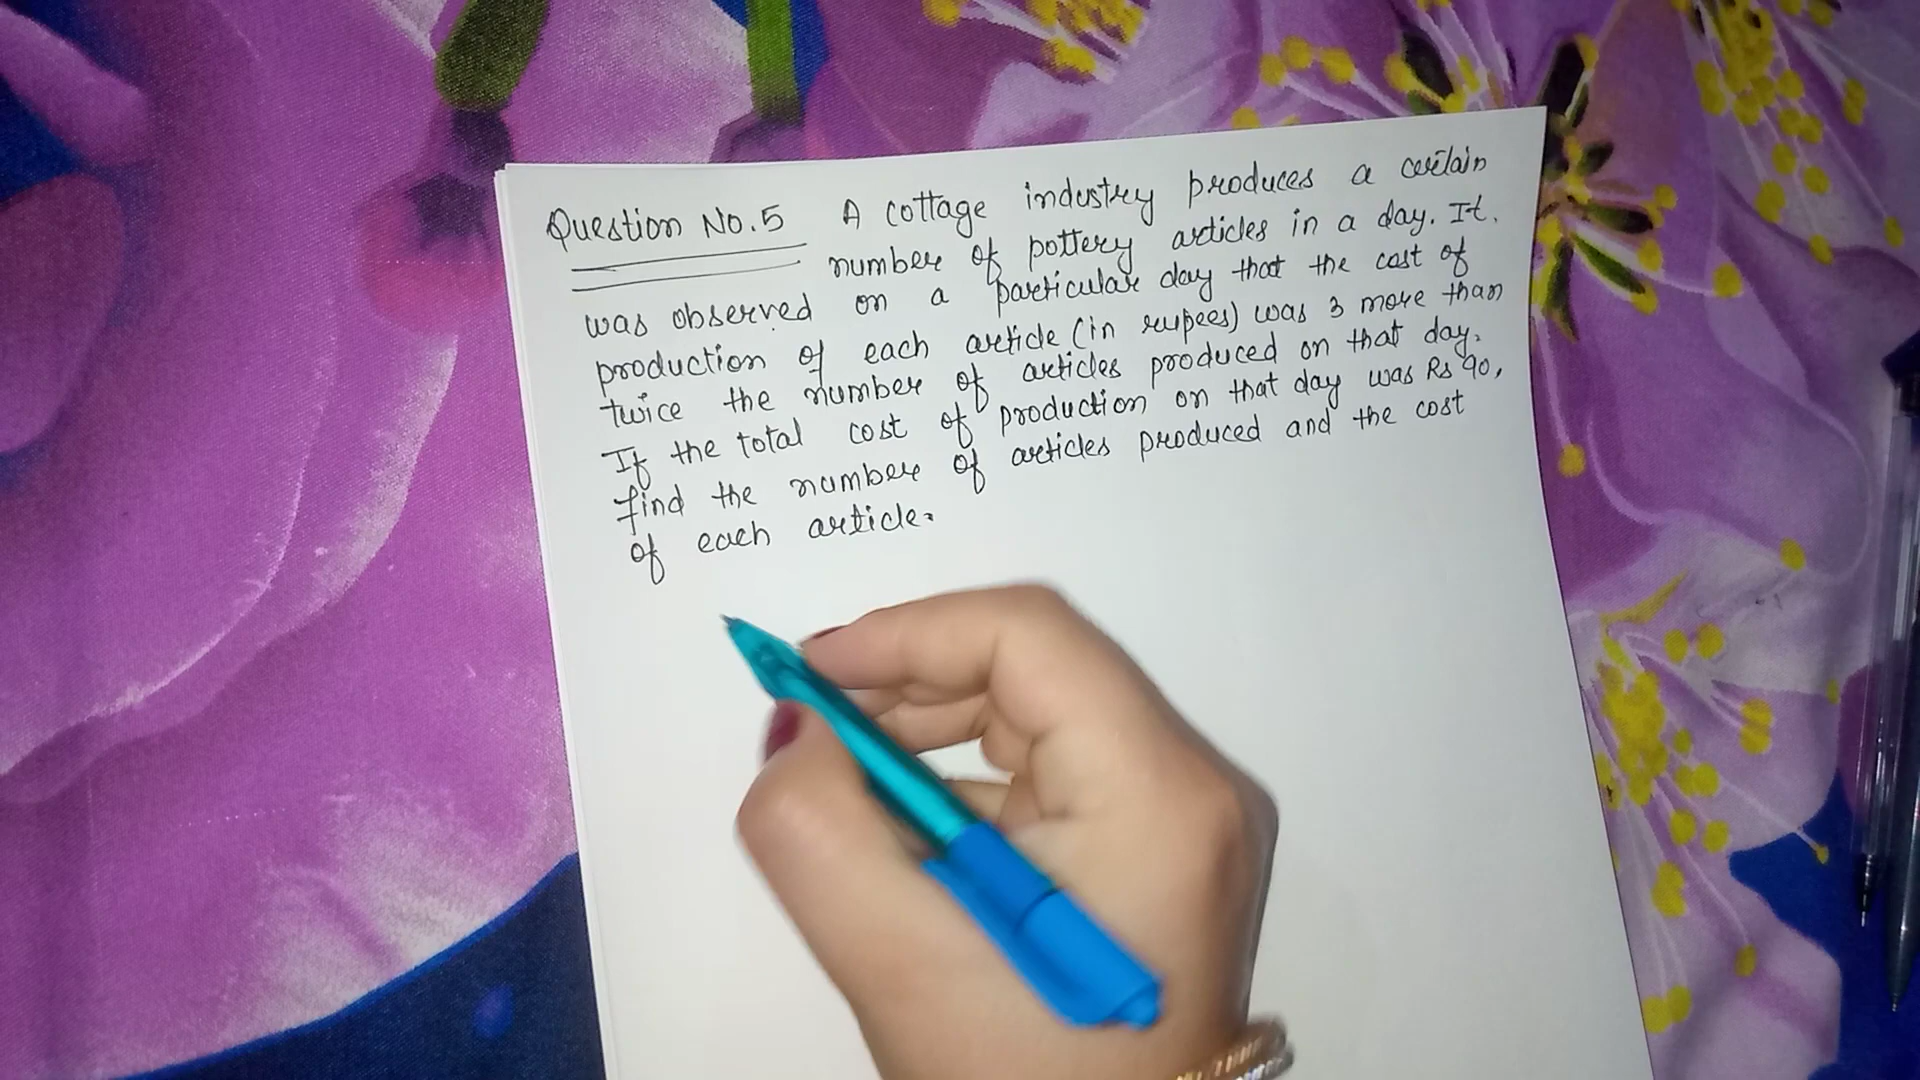 Question No.5 A cottage industry produces a certain
number of pottery articles in a day. It.
was observed on a particular day that the cost of
production of each article (in rupees) was 3 more than
twice the number of articles produced on that day.
If the total cost of production on that day was Rs 90,
find the number of articles produced and the cost
of each article.